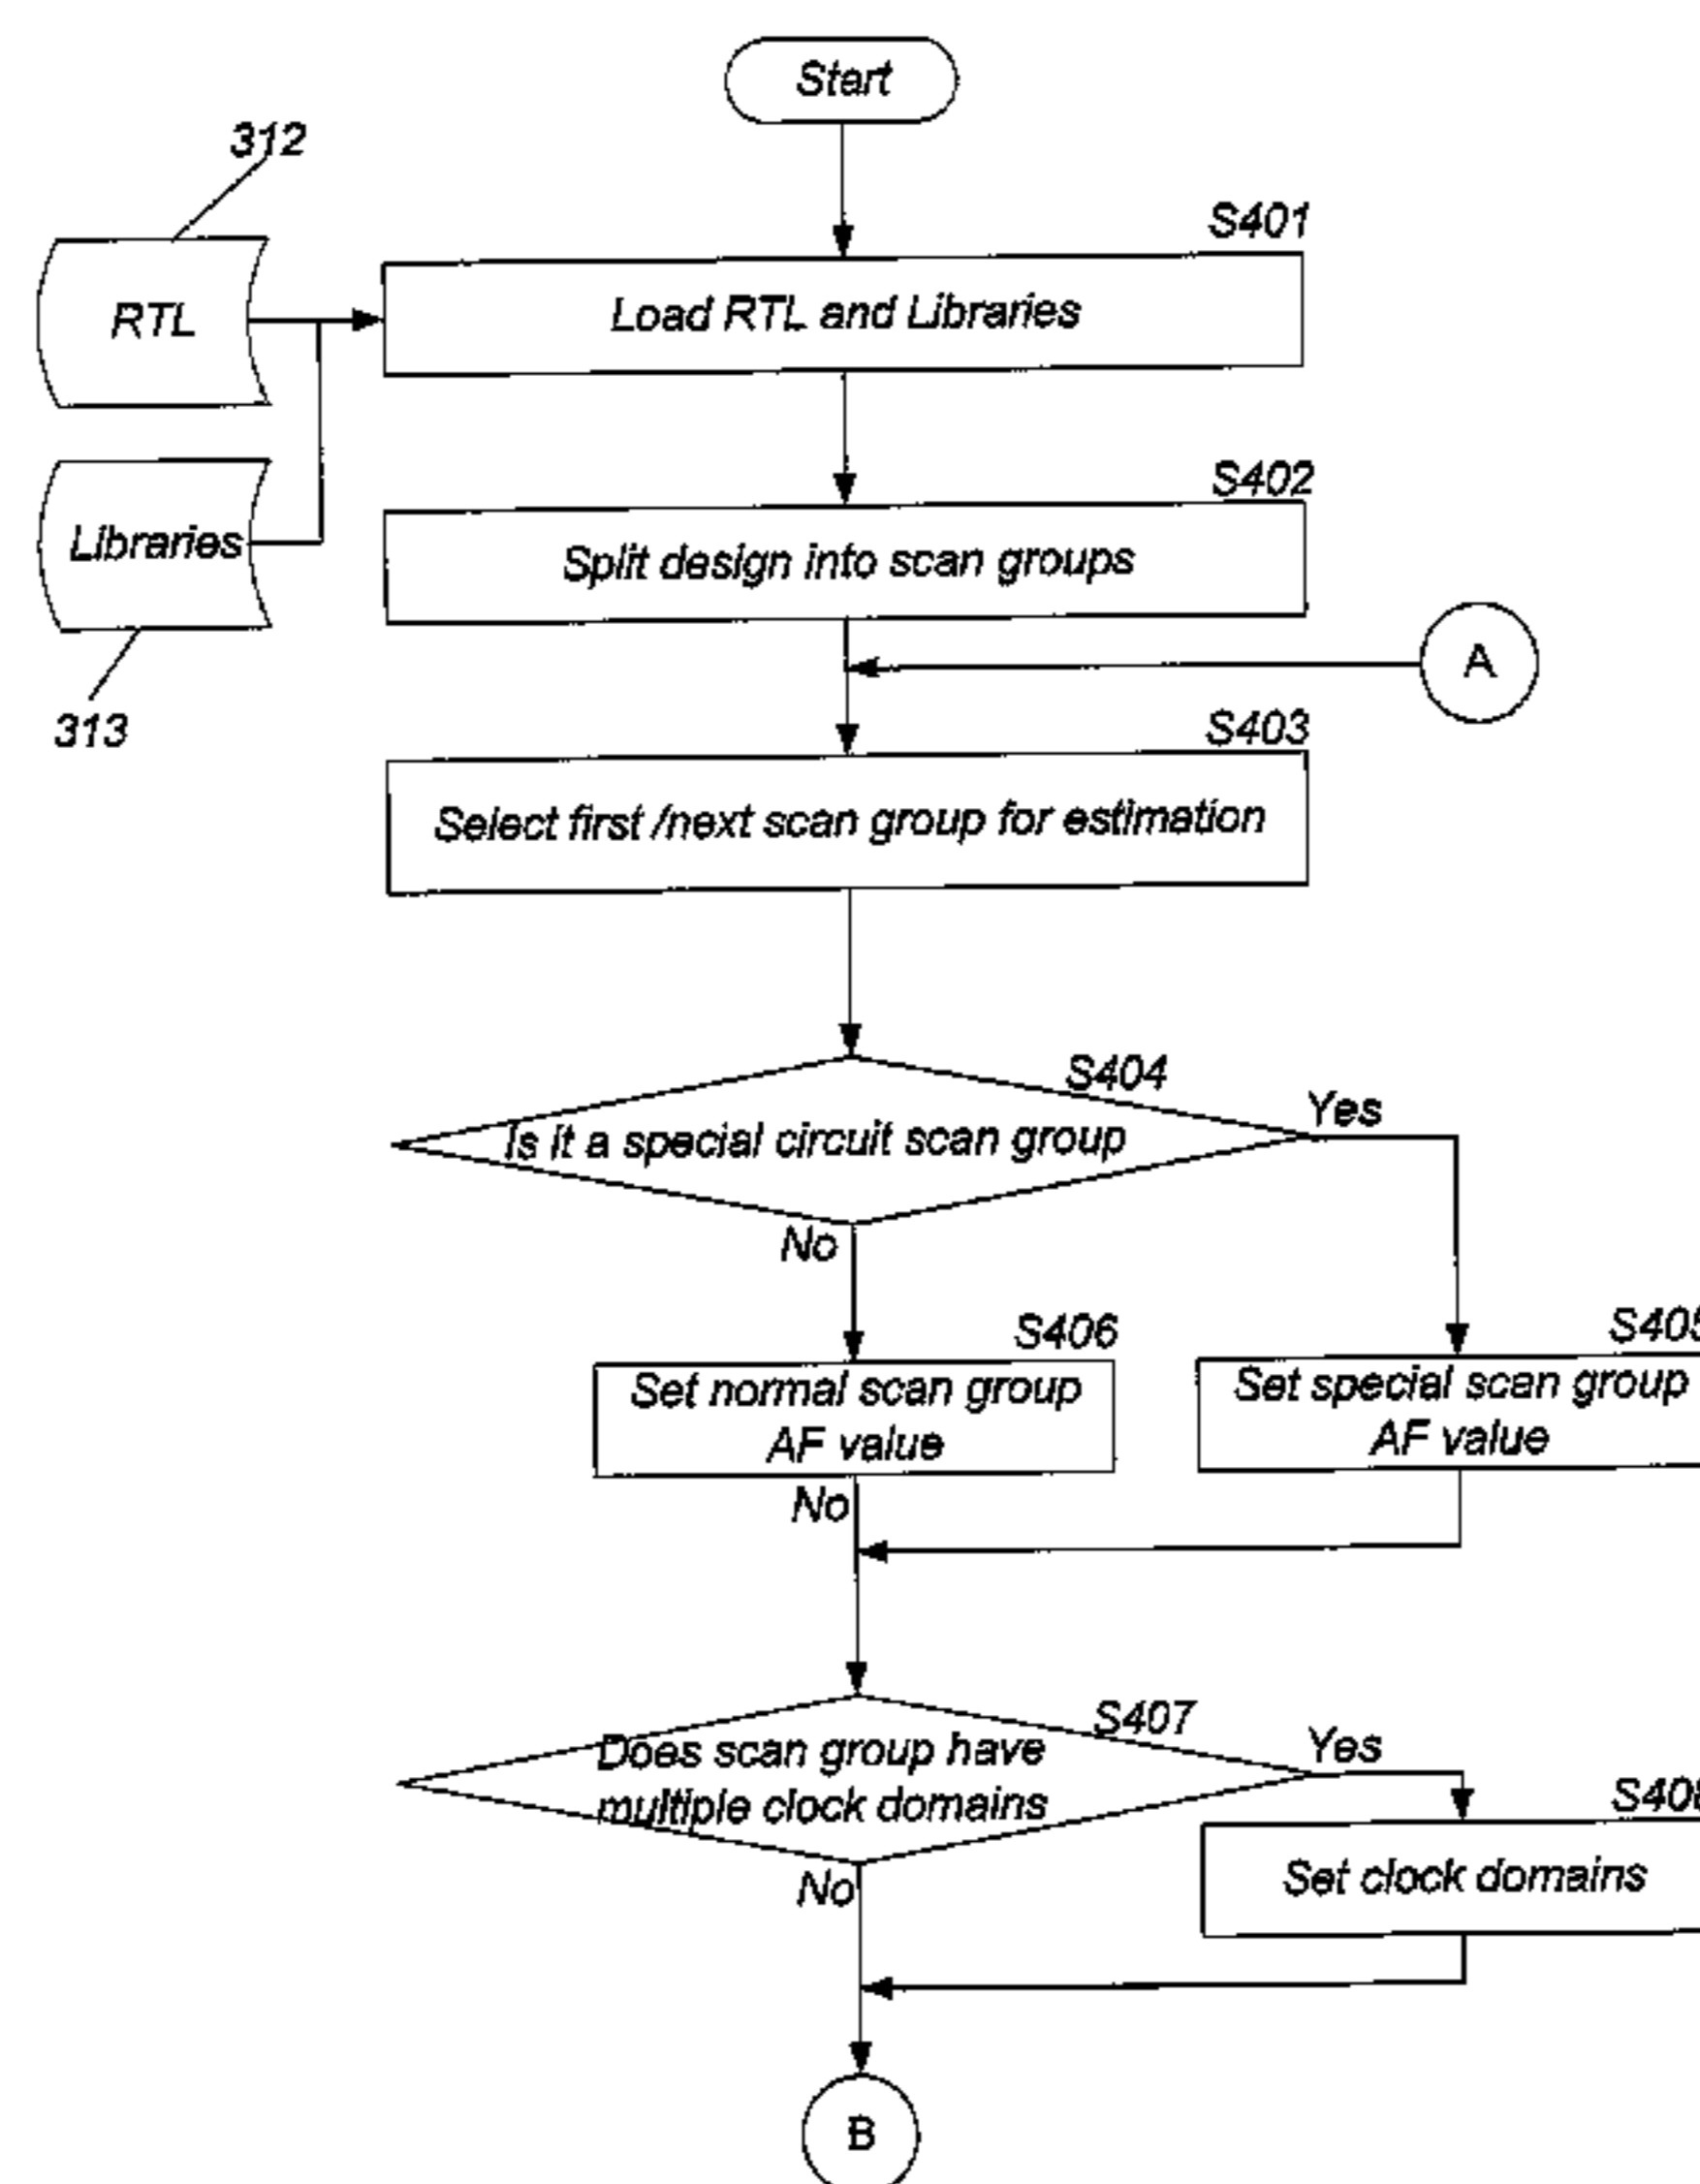 Start
312
S401
RTL
Load RTL and Libraries
S402
Libraries
Split design into scan groups
A
313
S403
Select first /next scan group for estimation
S404
Is it a special circuit scan group
Yes
No
S406
S405
Set normal scan group
AF value
Set special scan group
AF value
No
S407
Does scan group have
multiple clock domains
Yes
S408
Set clock domains
No
B